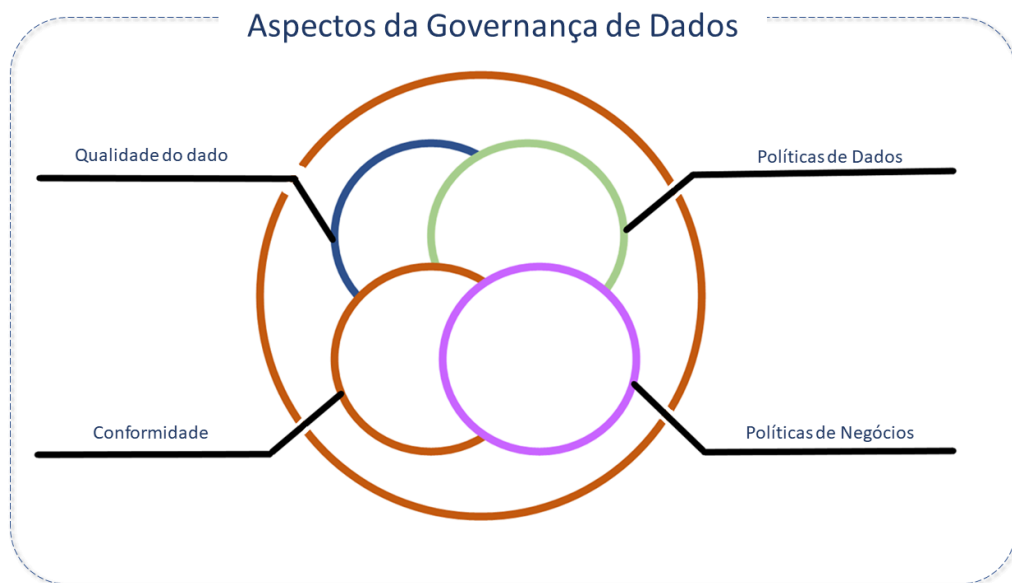 Aspectos da Governança de Dados
Qualidade do dado
Políticas de Dados
Conformidade
Políticas de Negócios